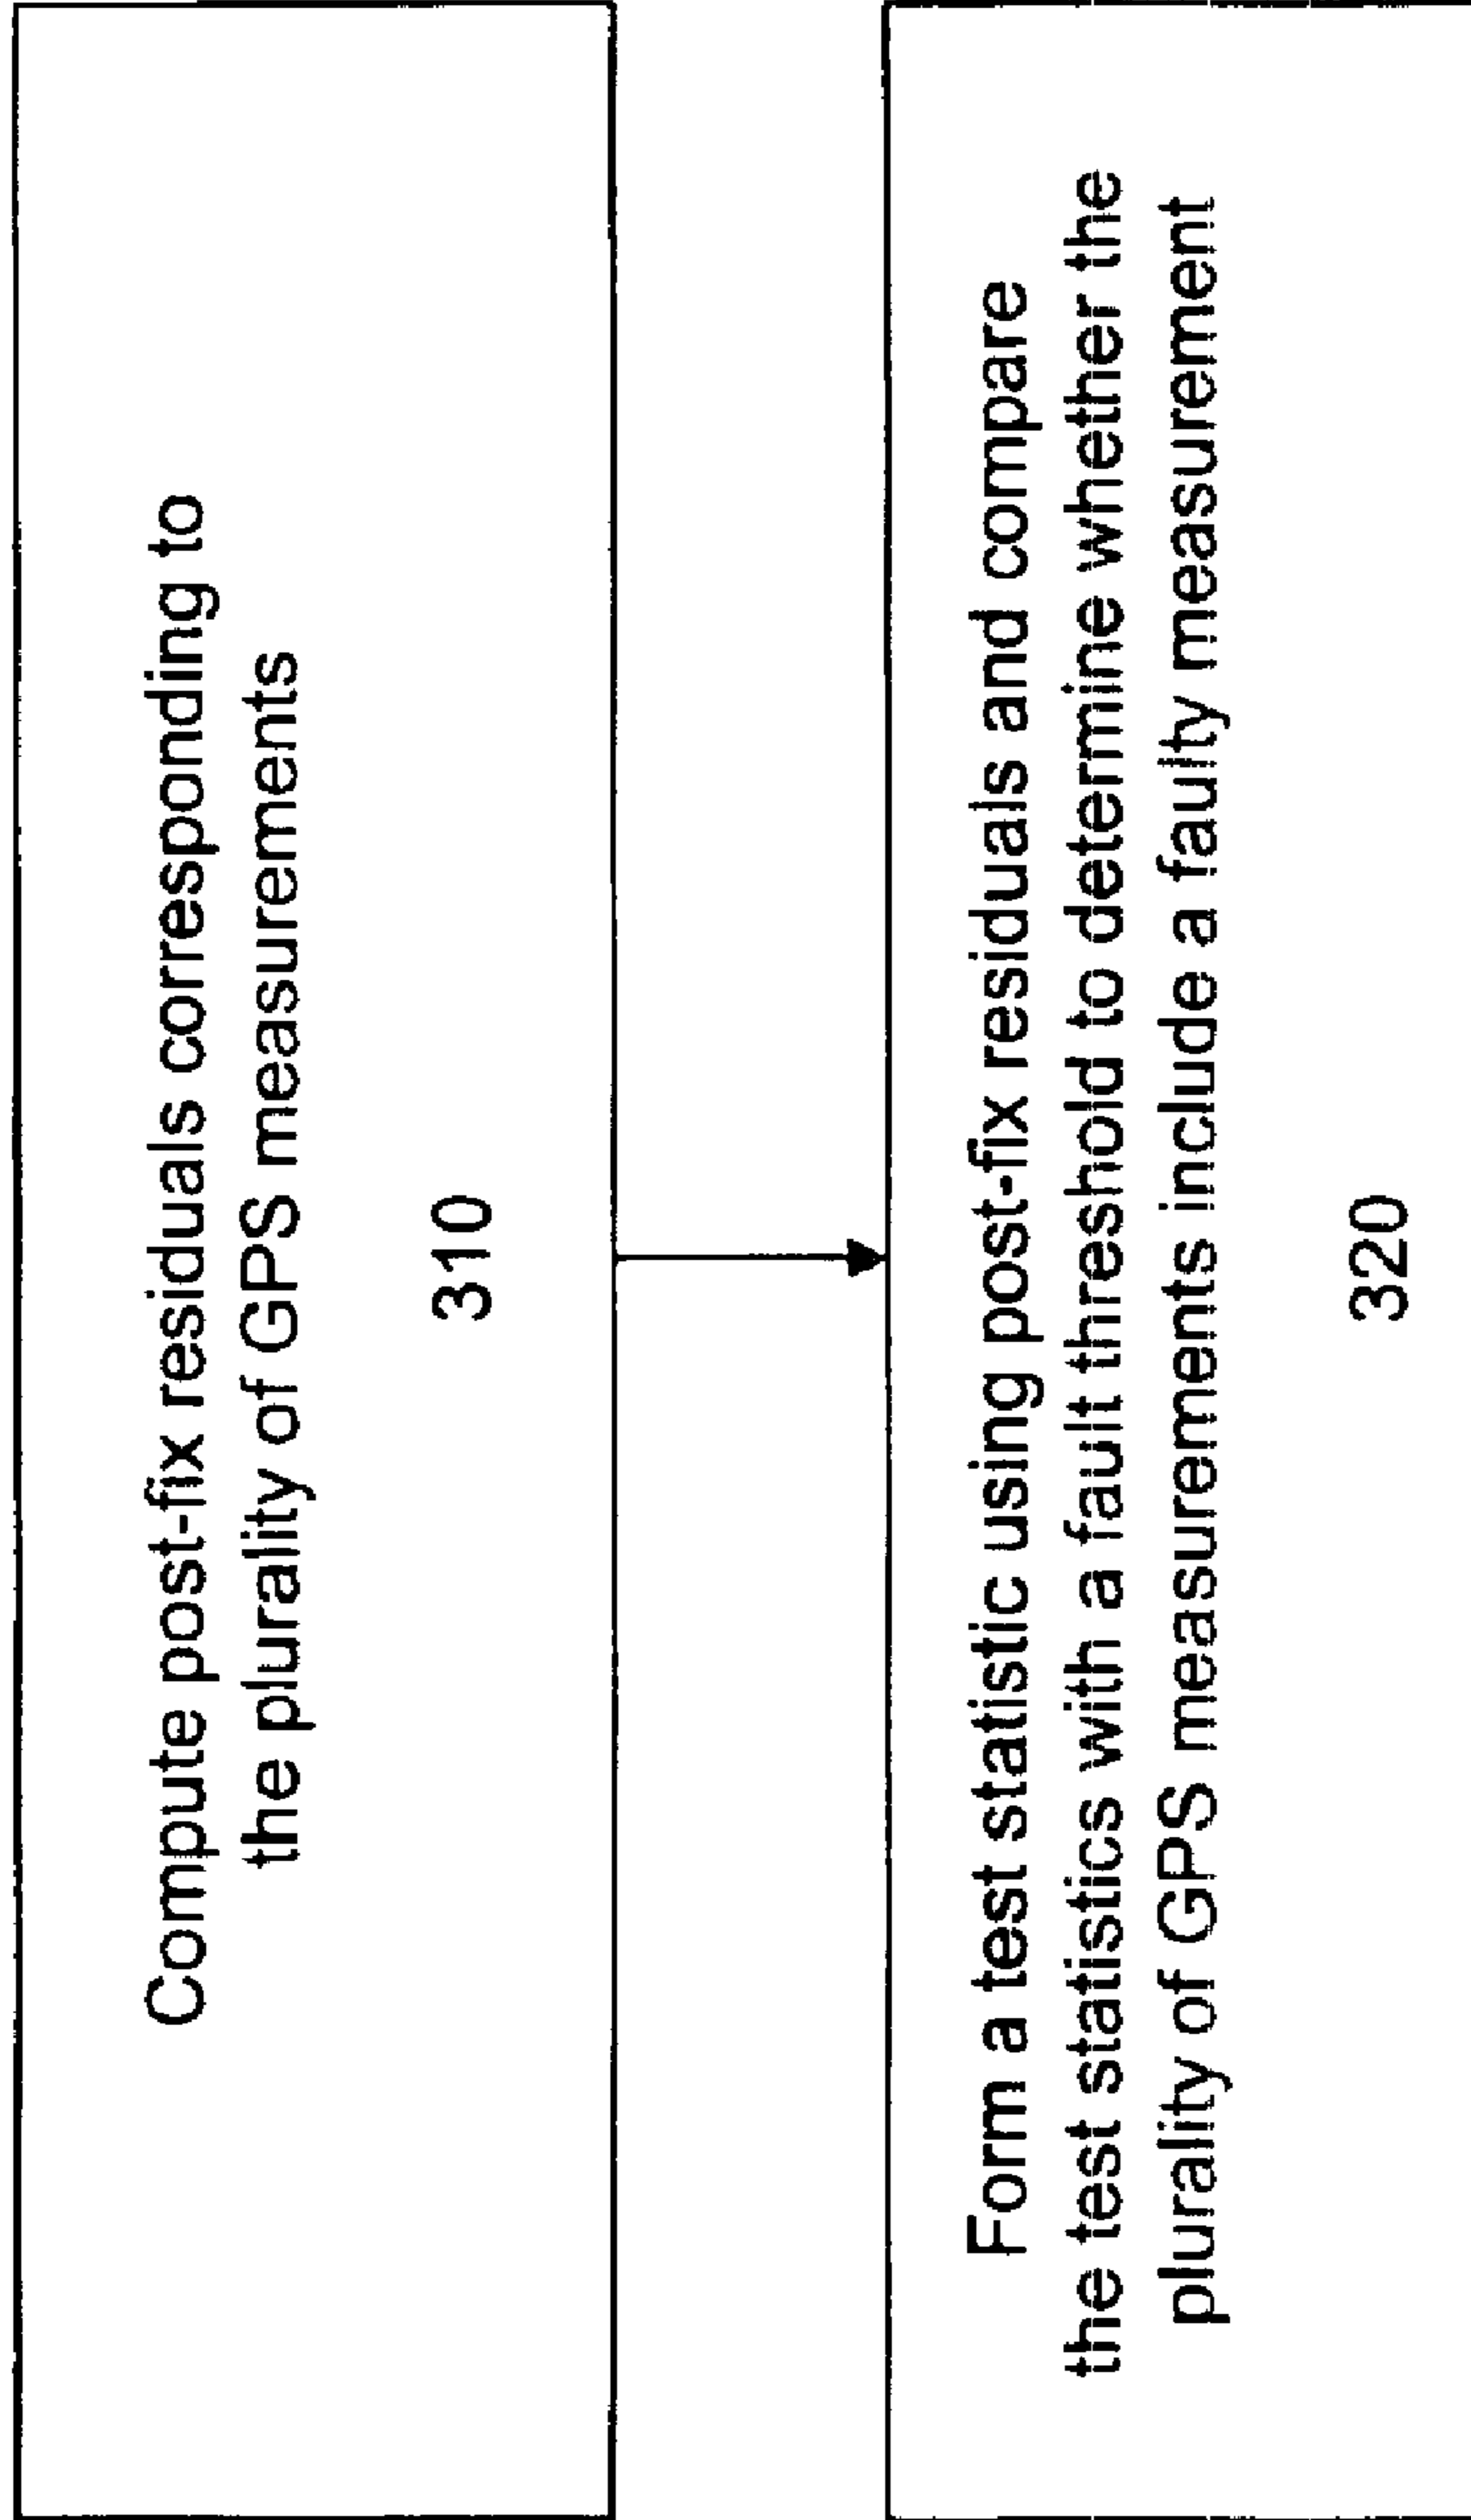 Compute post-fix residuals corresponding to
the plurality of GPS measurements
310
Form a test statistic using post-fix residuals and compare
the test statistics with a fault threshold to determine whether the
plurality of GPS measurements include a faulty measurement
320